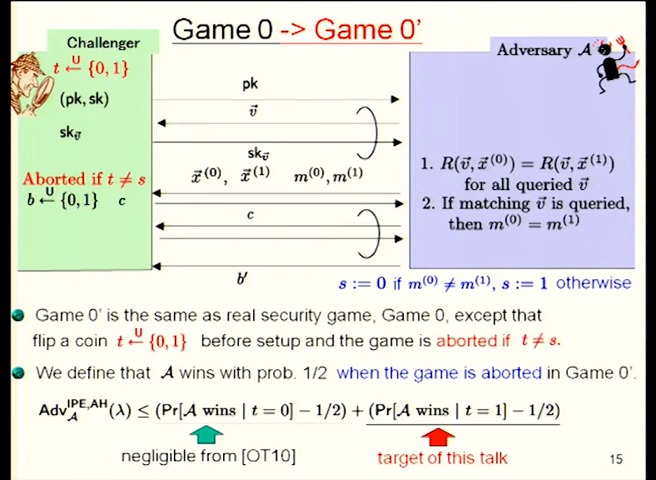 Game 0 -> Game 0'
Challenger
Adversary 𝒜
t ←U {0,1}
(pk, sk)
sk_v⃗
Aborted if t ≠ s
b ←U {0,1} c
pk
v⃗
sk_v⃗
x⃗^(0), x⃗^(1) m^(0), m^(1)
c
b'
1. R(v⃗, x⃗^(0)) = R(v⃗, x⃗^(1))
for all queried v⃗
2. If matching v⃗ is queried,
then m^(0) = m^(1)
s := 0 if m^(0) ≠ m^(1), s := 1 otherwise
Game 0' is the same as real security game, Game 0, except that
flip a coin t ←U {0,1} before setup and the game is aborted if t ≠ s.
We define that 𝒜 wins with prob. 1/2 when the game is aborted in Game 0'.
Adv_𝒜^IPE,AH(λ) ≤ (Pr[𝒜 wins | t = 0] − 1/2) + (Pr[𝒜 wins | t = 1] − 1/2)
negligible from [OT10]
target of this talk
15